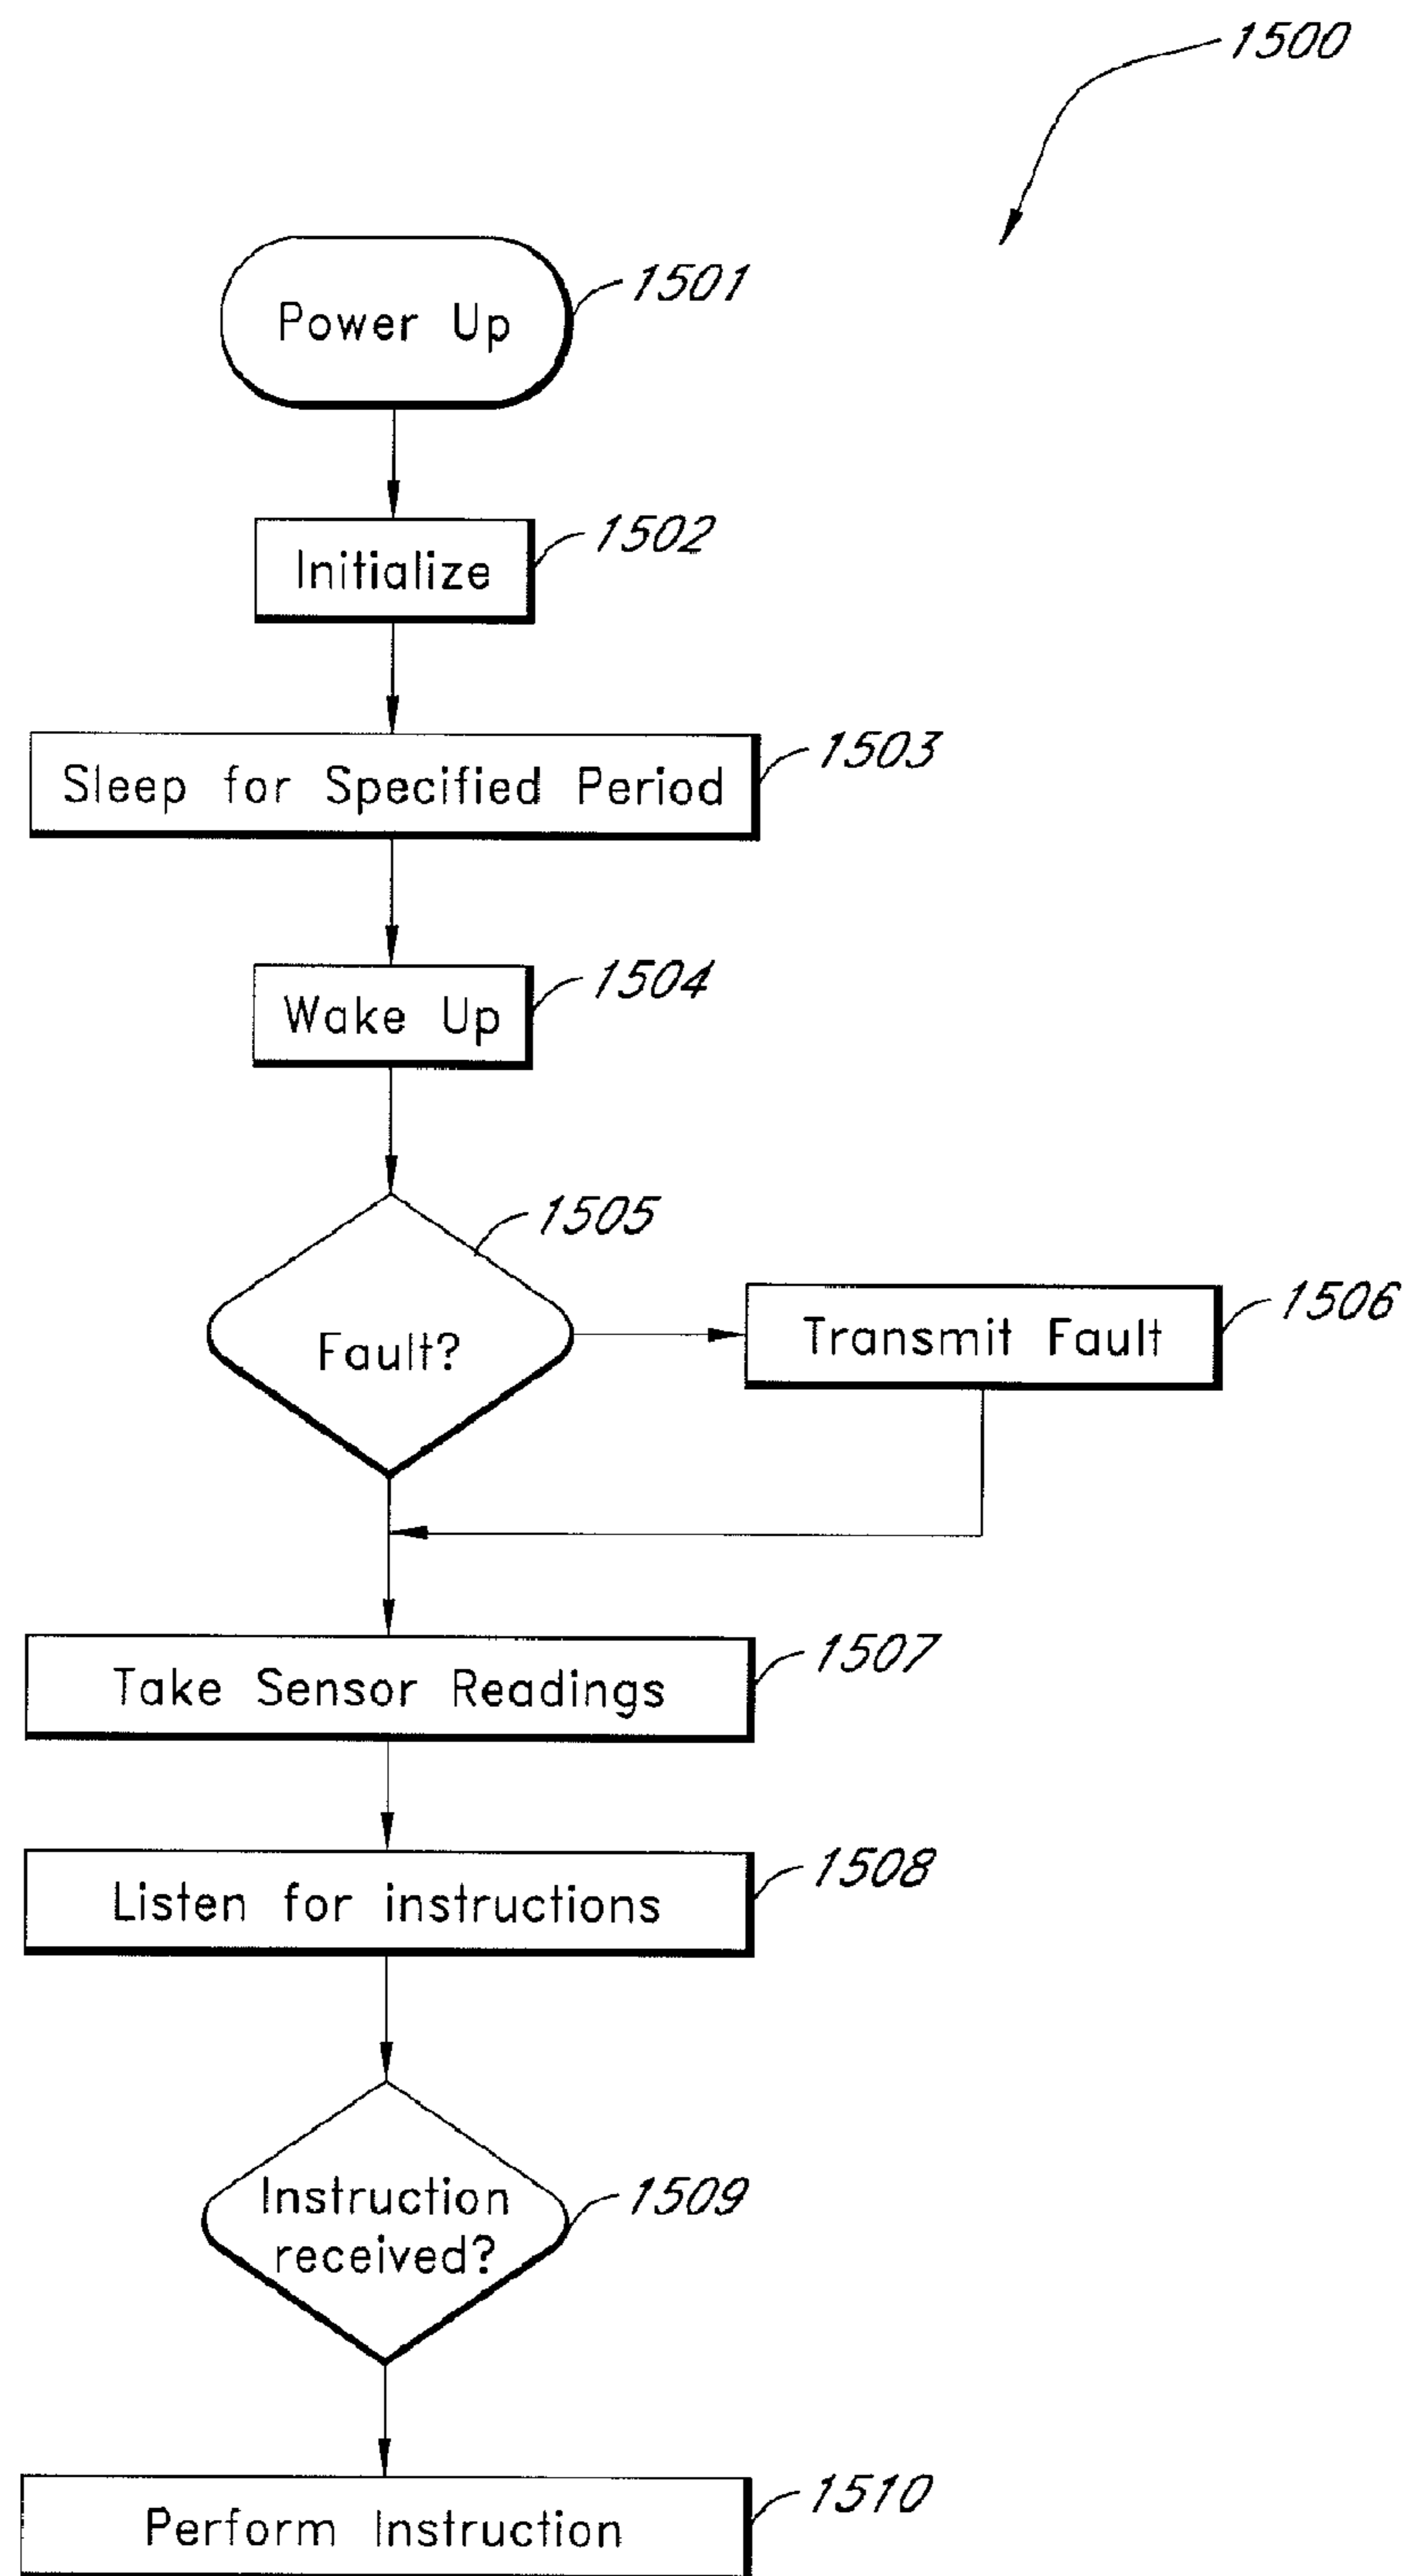 1500
Power Up
1501
Initialize
1502
Sleep for Specified Period
1503
Wake Up
1504
1505
Fault?
Transmit Fault
1506
Take Sensor Readings
1507
Listen for instructions
1508
Instruction
received?
1509
Perform Instruction
1510